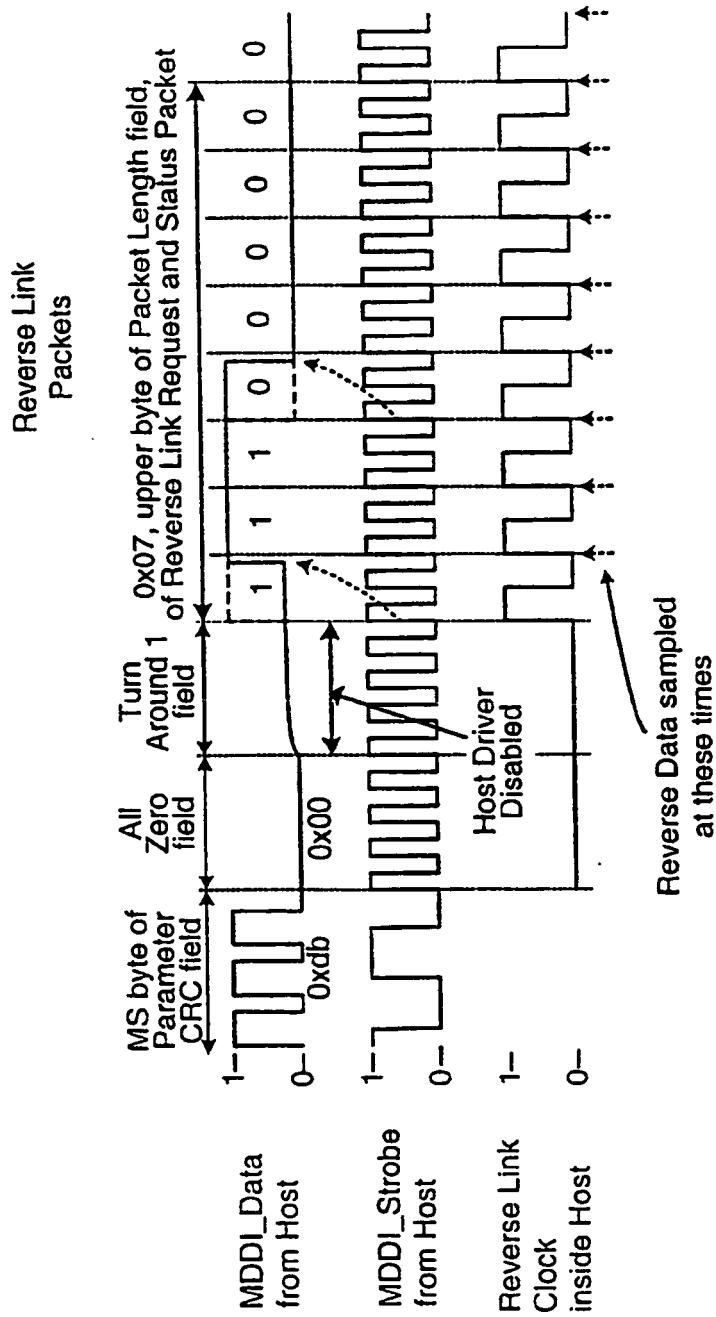 Reverse Link
Packets
MS byte of
Parameter
CRC field
All
Zero
field
Turn
Around 1
field
0x07, upper byte of Packet Length field,
of Reverse Link Request and Status Packet
MDDI_Data
from Host
1
0
0xdb
0x00
1 1 1 0 0 0 0 0 0
MDDI_Strobe
from Host
1
0
Host Driver
Disabled
Reverse Link
Clock
inside Host
1
0
Reverse Data sampled
at these times